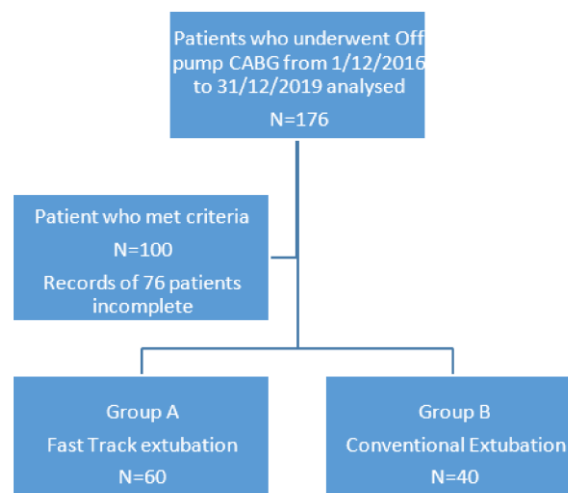 Patients who underwent Off
pump CABG from 1/12/2016
to 31/12/2019 analysed
N=176
Patient who met criteria
N=100
Records of 76 patients
incomplete
Group A
Fast Track extubation
N=60
Group B
Conventional Extubation
N=40